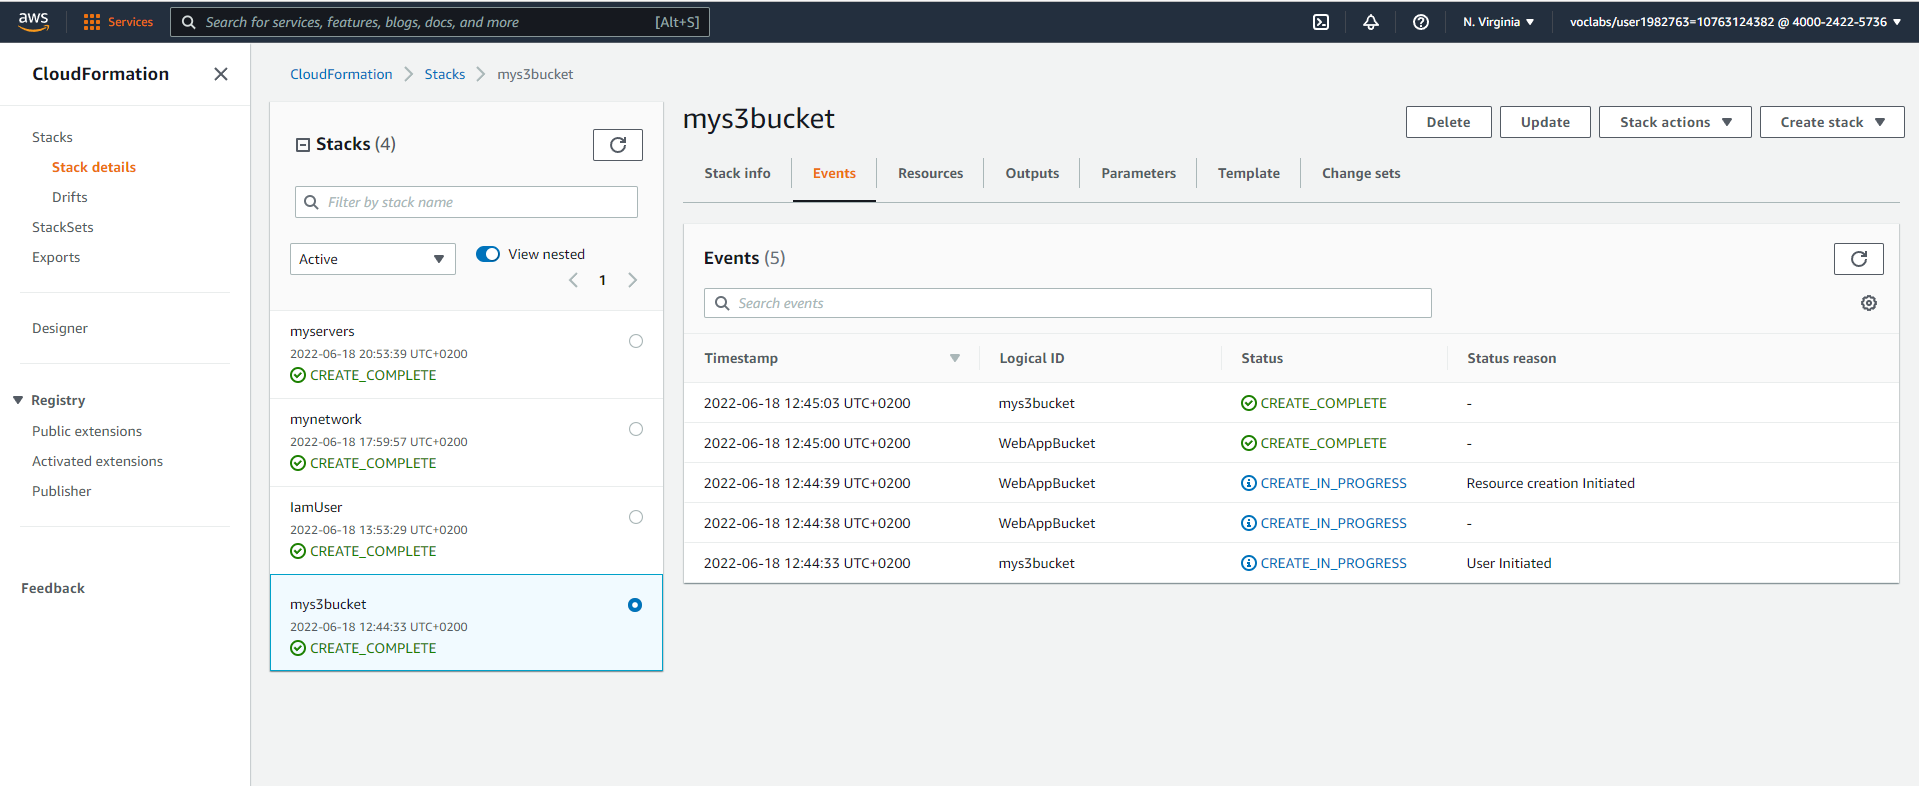 aws
Services
Search for services, features, blogs, docs, and more
[Alt+S]
N. Virginia
voclabs/user1982763=10763124382 @ 4000-2422-5736
CloudFormation
Stacks
Stack details
Drifts
StackSets
Exports
Designer
Registry
Public extensions
Activated extensions
Publisher
Feedback
CloudFormation
Stacks
mys3bucket
Stacks (4)
Filter by stack name
Active
View nested
1
myservers
2022-06-18 20:53:39 UTC+0200
CREATE_COMPLETE
mynetwork
2022-06-18 17:59:57 UTC+0200
CREATE_COMPLETE
IamUser
2022-06-18 13:53:29 UTC+0200
CREATE_COMPLETE
mys3bucket
2022-06-18 12:44:33 UTC+0200
CREATE_COMPLETE
mys3bucket
Delete
Update
Stack actions
Create stack
Stack info
Events
Resources
Outputs
Parameters
Template
Change sets
Events (5)
Search events
Timestamp Logical ID Status Status reason
2022-06-18 12:45:03 UTC+0200 mys3bucket CREATE_COMPLETE -
2022-06-18 12:45:00 UTC+0200 WebAppBucket CREATE_COMPLETE -
2022-06-18 12:44:39 UTC+0200 WebAppBucket CREATE_IN_PROGRESS Resource creation Initiated
2022-06-18 12:44:38 UTC+0200 WebAppBucket CREATE_IN_PROGRESS -
2022-06-18 12:44:33 UTC+0200 mys3bucket CREATE_IN_PROGRESS User Initiated